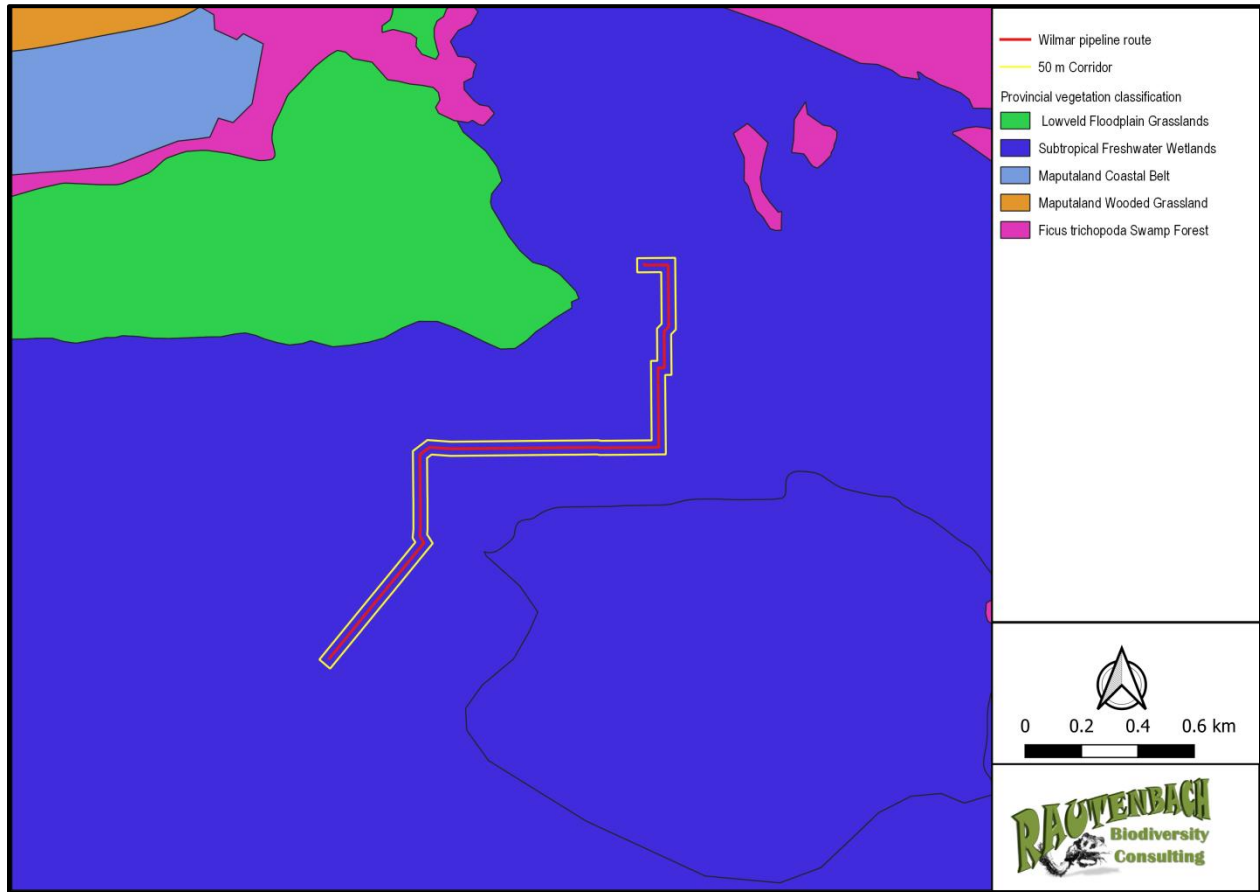 Wilmar pipeline route
50 m Corridor
Provincial vegetation classification
Lowveld Floodplain Grasslands
Subtropical Freshwater Wetlands
Maputaland Coastal Belt
Maputaland Wooded Grassland
Ficus trichopoda Swamp Forest
0 0.2 0.4 0.6 km
RAUTENBACH
Biodiversity
Consulting